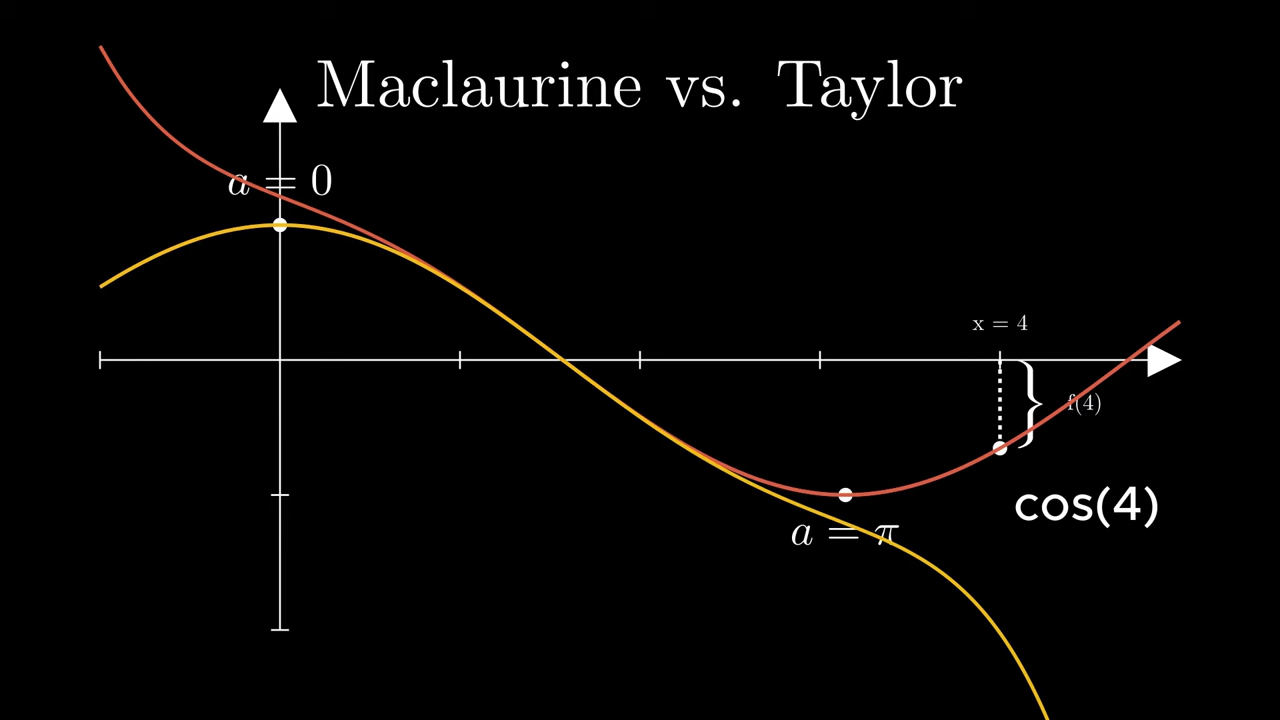 Maclaurine vs. Taylor
a = 0
x = 4
f(4)
cos(4)
a = π